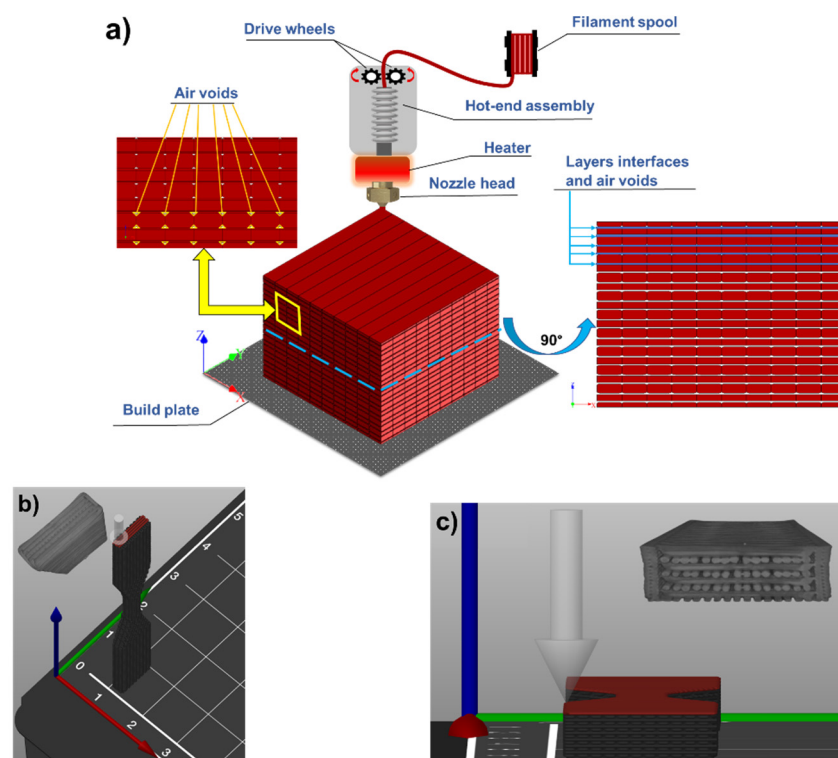 a)
Drive wheels
Filament spool
Air voids
Hot-end assembly
Heater
Layers interfaces
and air voids
Nozzle head
90°
Z
Y
X
Build plate
X
b)
5
4
3
2
1
0
1
2
3
c)